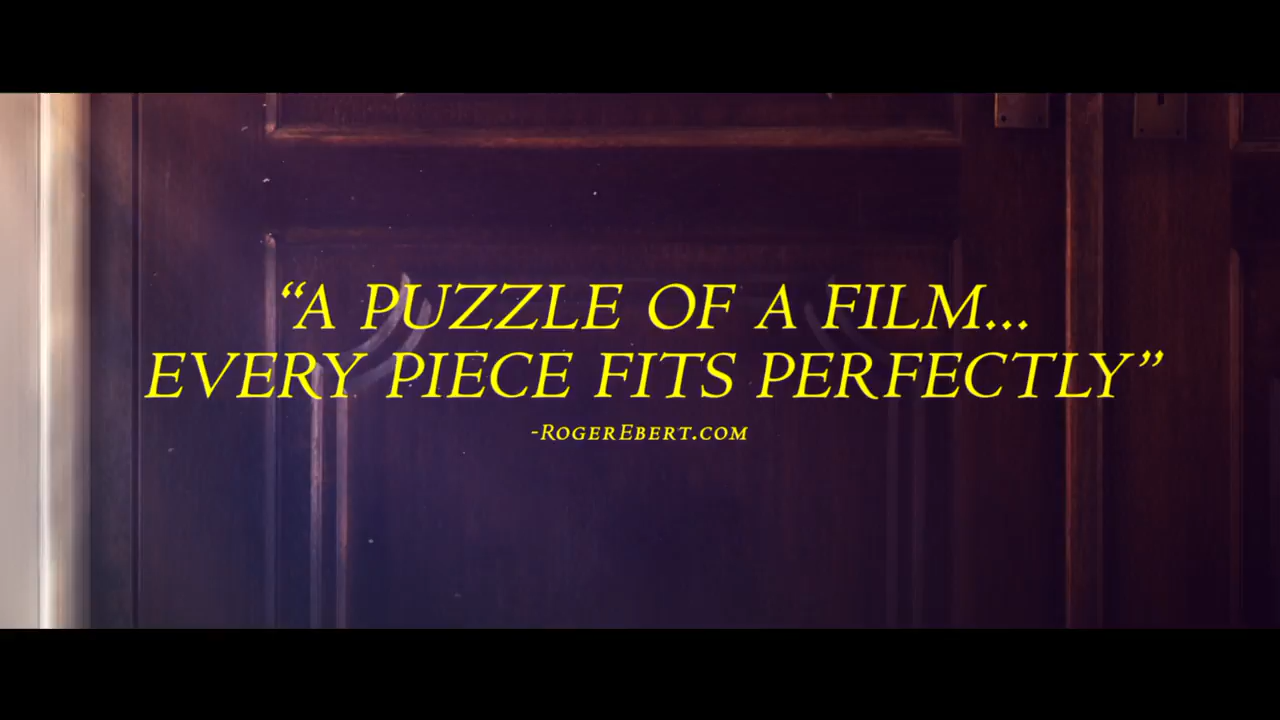 “A PUZZLE OF A FILM...
EVERY PIECE FITS PERFECTLY”
-ROGEREBERT.COM